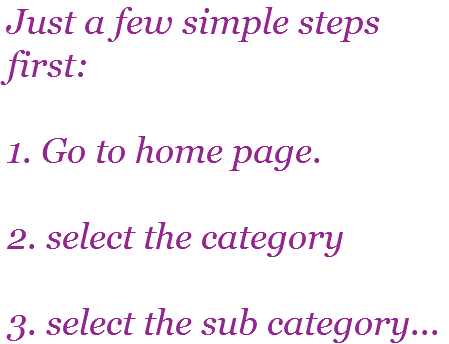 Just a few simple steps
first:
1. Go to home page.
2. select the category
3. select the sub category...